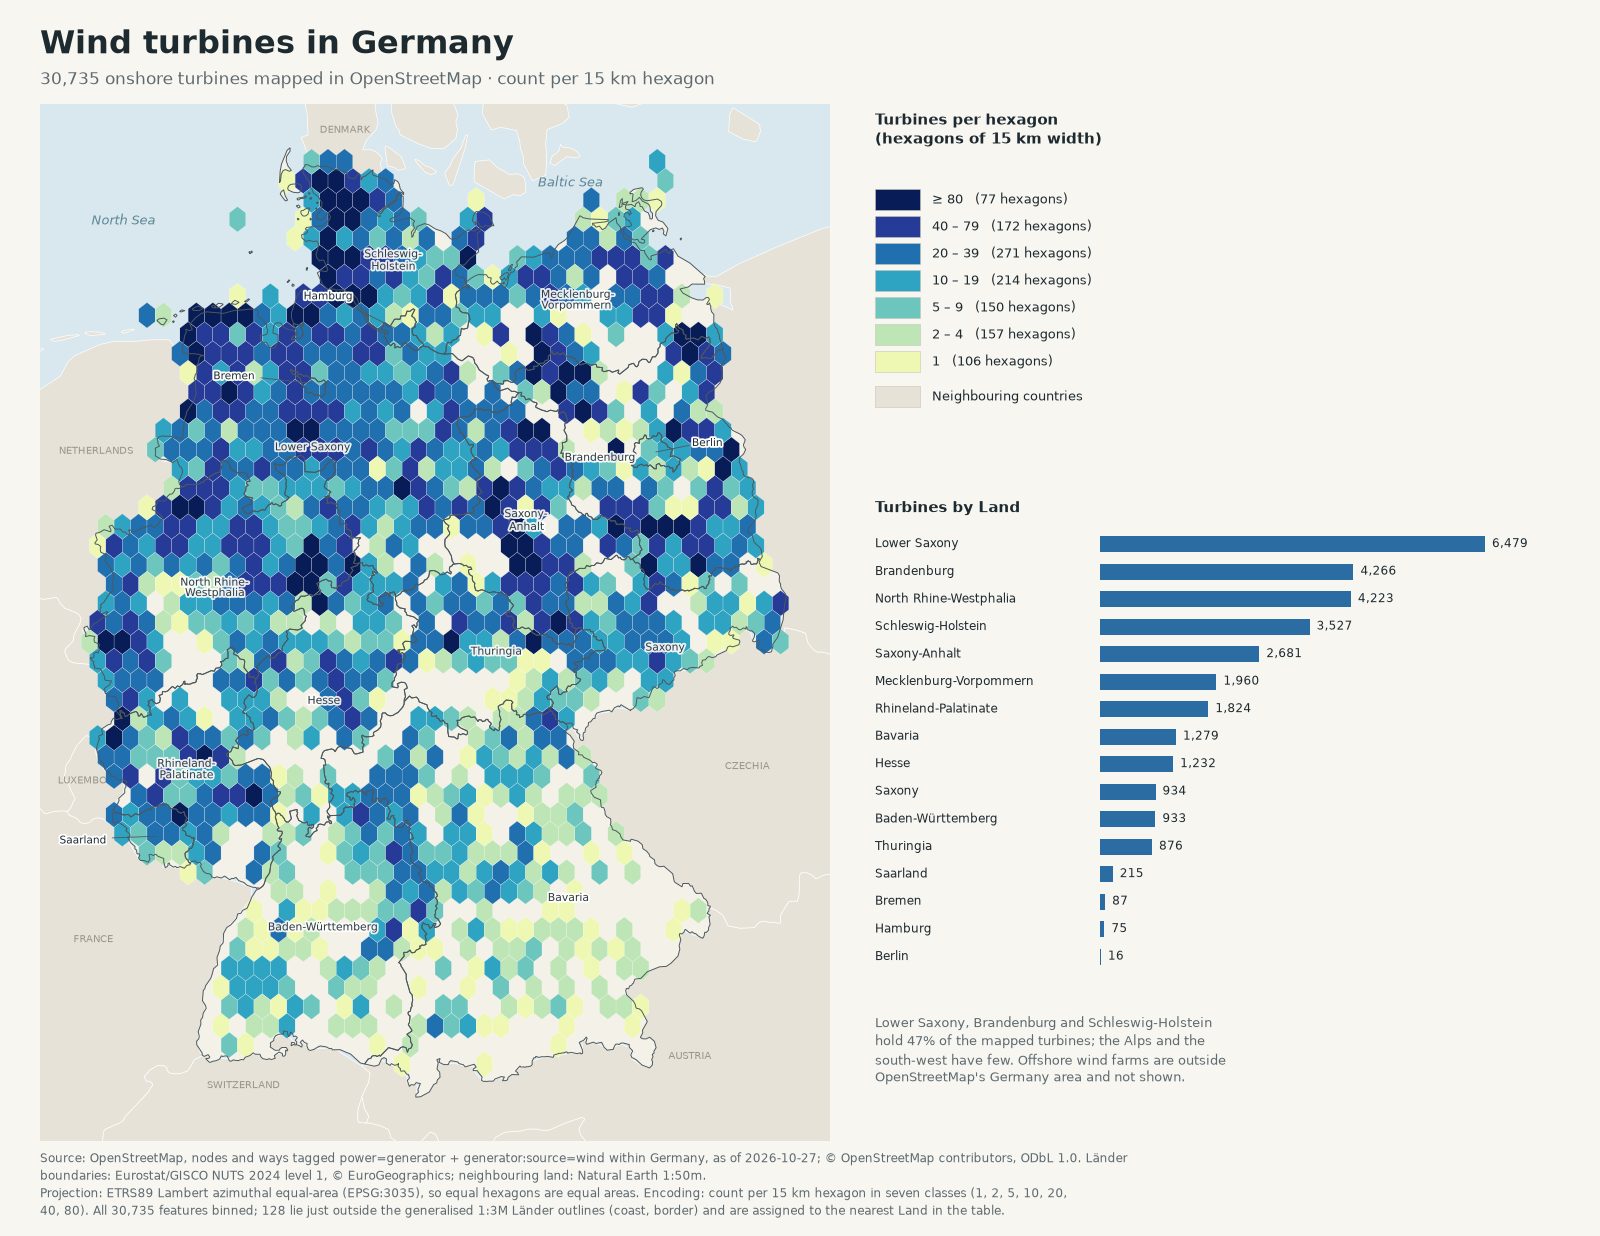 Wind turbines in Germany
30,735 onshore turbines mapped in OpenStreetMap · count per 15 km hexagon
DENMARK
North Sea
Baltic Sea
Schleswig-
Holstein
Hamburg
Mecklenburg-
Vorpommern
Bremen
NETHERLANDS
Lower Saxony
Berlin
Brandenburg
Saxony-
Anhalt
North Rhine-
Westphalia
Thuringia
Saxony
Hesse
Rhineland-
Palatinate
LUXEMBO
CZECHIA
Saarland
Bavaria
Baden-Württemberg
FRANCE
AUSTRIA
SWITZERLAND
Turbines per hexagon
(hexagons of 15 km width)
≥ 80 (77 hexagons)
40 – 79 (172 hexagons)
20 – 39 (271 hexagons)
10 – 19 (214 hexagons)
5 – 9 (150 hexagons)
2 – 4 (157 hexagons)
1 (106 hexagons)
Neighbouring countries
Turbines by Land
Lower Saxony 6,479
Brandenburg 4,266
North Rhine-Westphalia 4,223
Schleswig-Holstein 3,527
Saxony-Anhalt 2,681
Mecklenburg-Vorpommern 1,960
Rhineland-Palatinate 1,824
Bavaria 1,279
Hesse 1,232
Saxony 934
Baden-Württemberg 933
Thuringia 876
Saarland 215
Bremen 87
Hamburg 75
Berlin 16
Lower Saxony, Brandenburg and Schleswig-Holstein
hold 47% of the mapped turbines; the Alps and the
south-west have few. Offshore wind farms are outside
OpenStreetMap's Germany area and not shown.
Source: OpenStreetMap, nodes and ways tagged power=generator + generator:source=wind within Germany, as of 2026-10-27; © OpenStreetMap contributors, ODbL 1.0. Länder
boundaries: Eurostat/GISCO NUTS 2024 level 1, © EuroGeographics; neighbouring land: Natural Earth 1:50m.
Projection: ETRS89 Lambert azimuthal equal-area (EPSG:3035), so equal hexagons are equal areas. Encoding: count per 15 km hexagon in seven classes (1, 2, 5, 10, 20,
40, 80). All 30,735 features binned; 128 lie just outside the generalised 1:3M Länder outlines (coast, border) and are assigned to the nearest Land in the table.